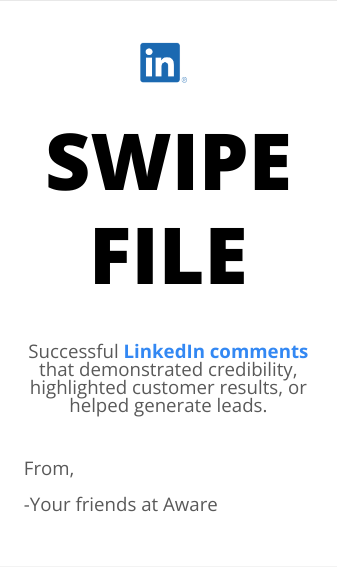 in
SWIPE
FILE
Successful LinkedIn comments
that demonstrated credibility,
highlighted customer results, or
helped generate leads.
From,
-Your friends at Aware